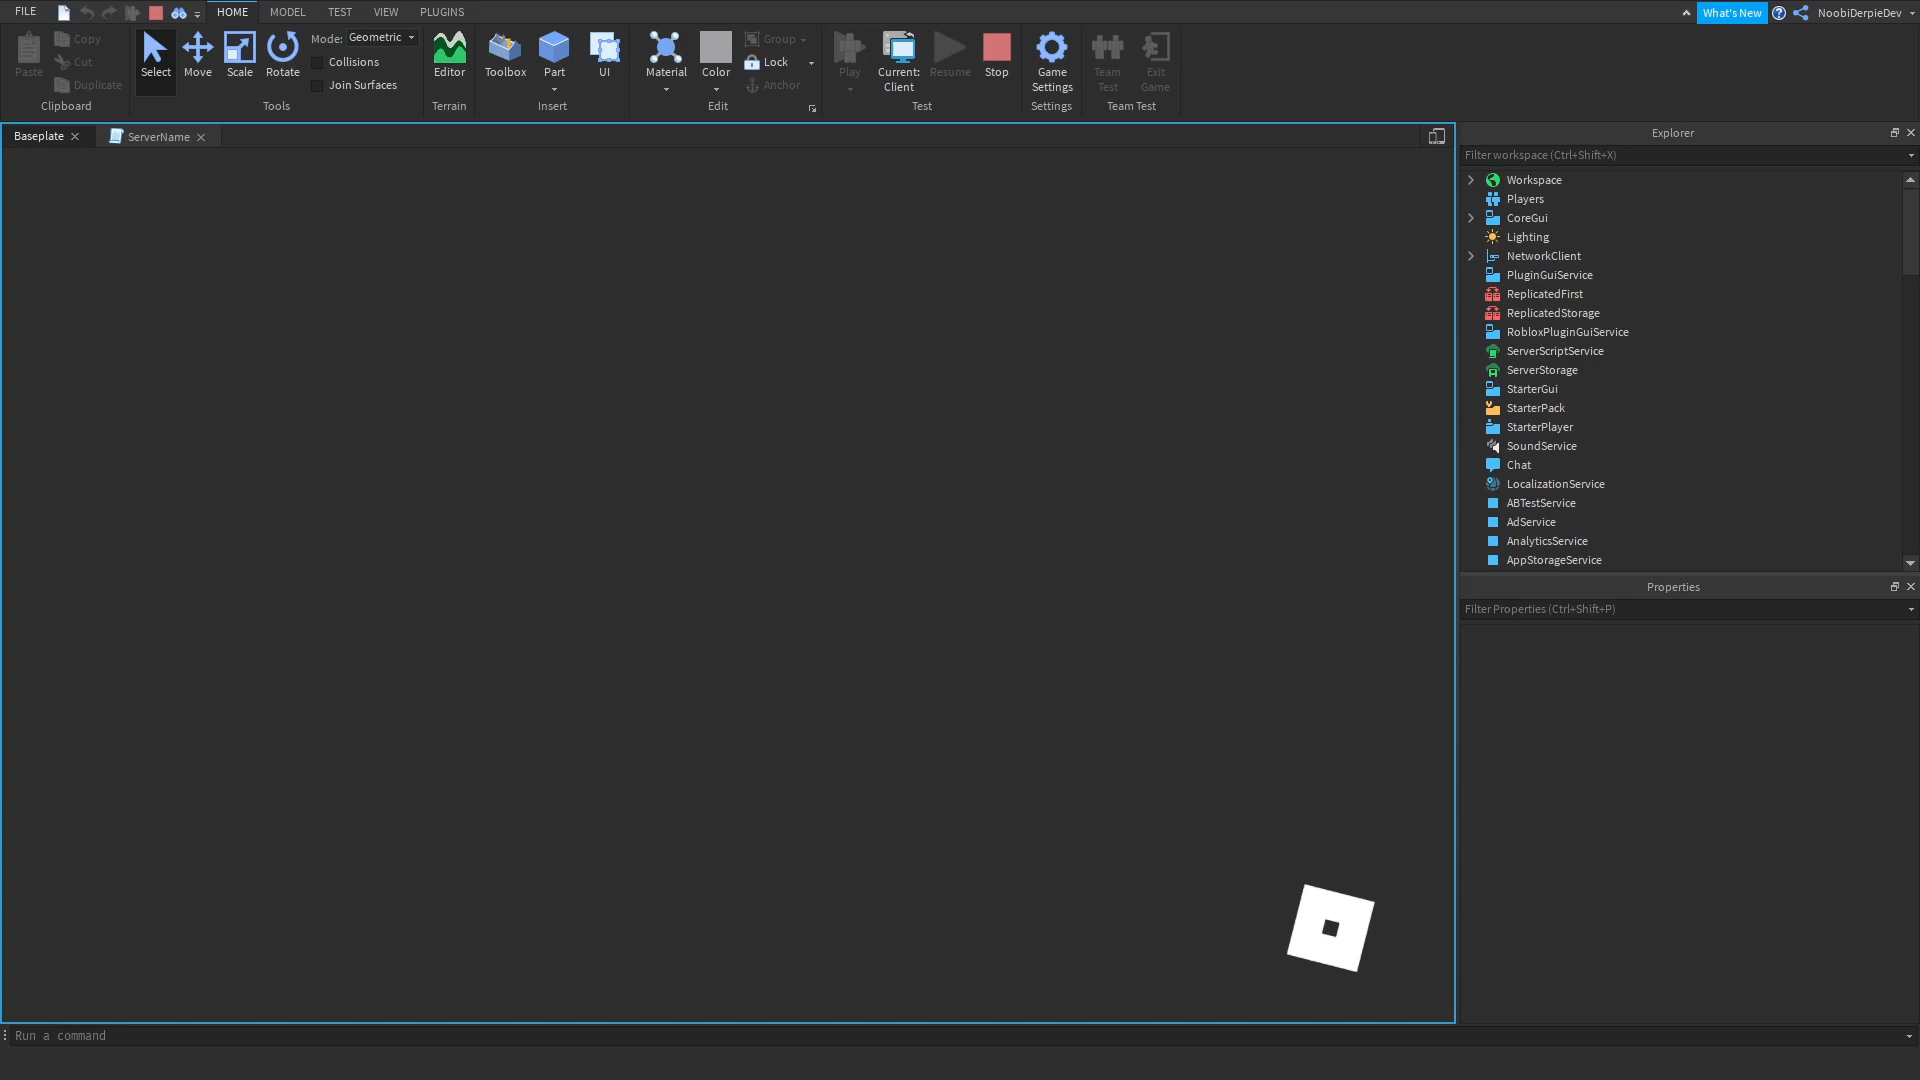 FILE HOME MODEL TEST VIEW PLUGINS What's New NoobiDerpieDev
Paste Copy Cut Duplicate Clipboard
Select Move Scale Rotate Mode: Geometric Collisions Join Surfaces Tools
Editor Terrain
Toolbox Part UI Insert
Material Color Group Lock Anchor Edit
Play Current: Client Resume Stop Test
Game Settings Settings
Team Test Exit Game Team Test
Baseplate ServerName
Explorer
Filter workspace (Ctrl+Shift+X)
Workspace
Players
CoreGui
Lighting
NetworkClient
PluginGuiService
ReplicatedFirst
ReplicatedStorage
RobloxPluginGuiService
ServerScriptService
ServerStorage
StarterGui
StarterPack
StarterPlayer
SoundService
Chat
LocalizationService
ABTestService
AdService
AnalyticsService
AppStorageService
Properties
Filter Properties (Ctrl+Shift+P)
Run a command